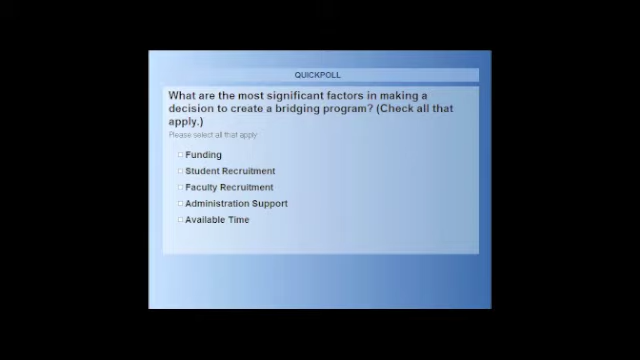 QUICKPOLL
What are the most significant factors in making a
decision to create a bridging program? (Check all that
apply.)
Please select all that apply
Funding
Student Recruitment
Faculty Recruitment
Administration Support
Available Time